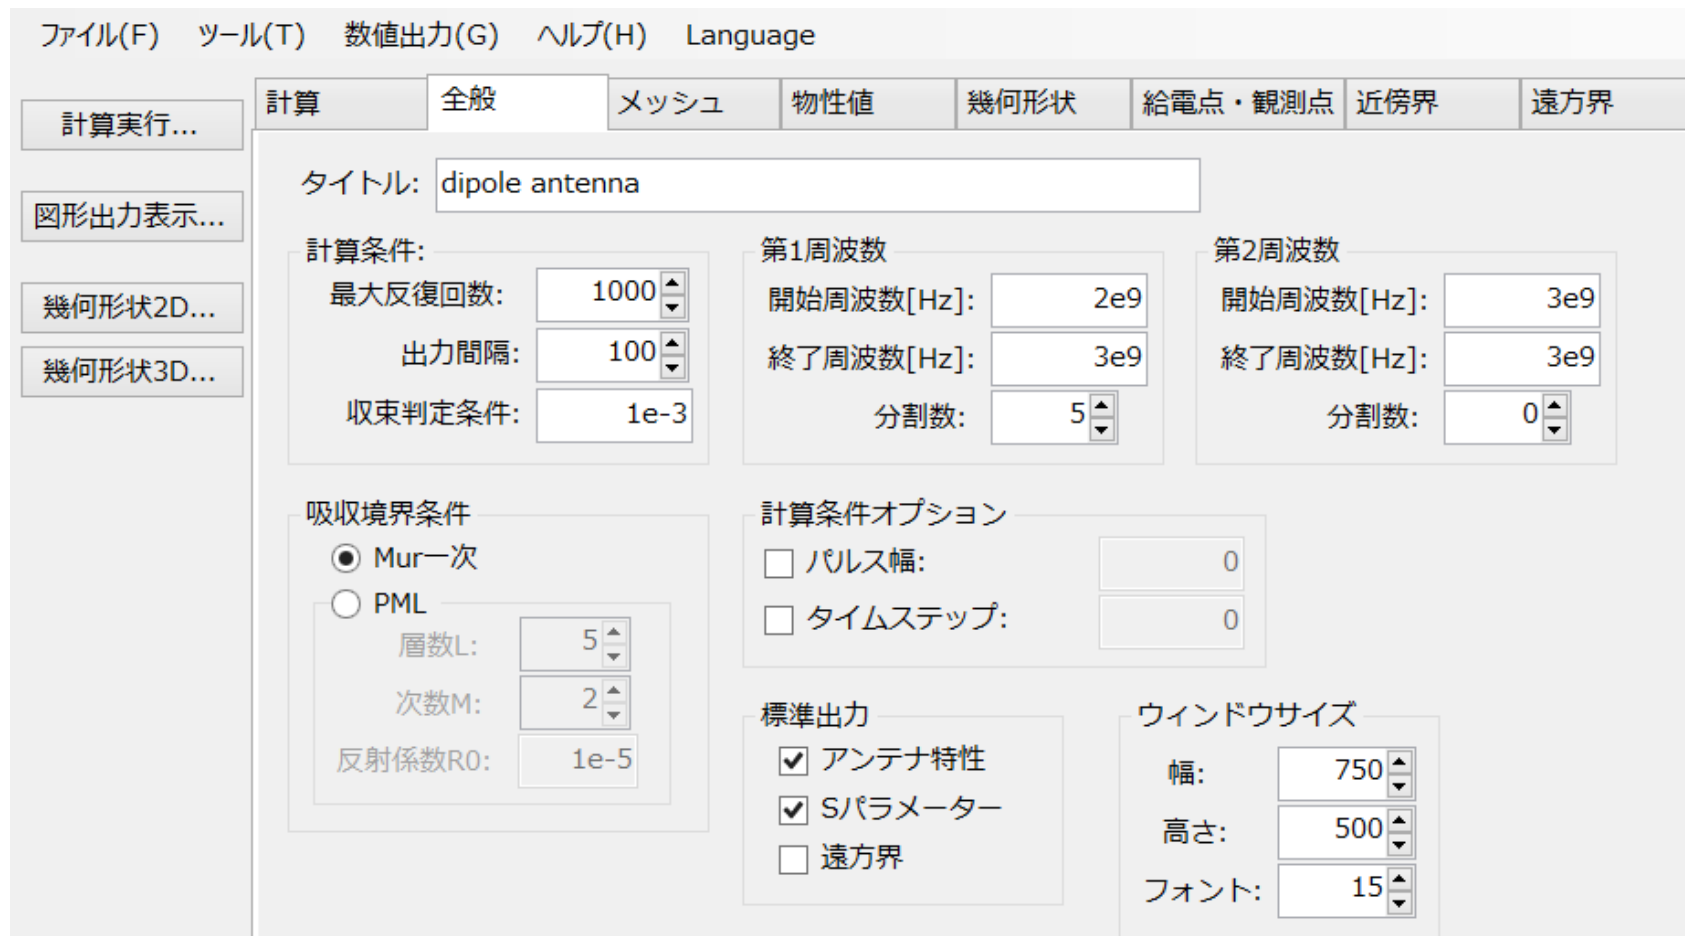 ファイル(F) ツール(T) 数値出力(G) ヘルプ(H) Language
計算実行...
図形出力表示...
幾何形状2D...
幾何形状3D...
計算 全般 メッシュ 物性値 幾何形状 給電点・観測点 近傍界 遠方界
タイトル: dipole antenna
計算条件:
最大反復回数: 1000
出力間隔: 100
収束判定条件: 1e-3
第1周波数
開始周波数[Hz]: 2e9
終了周波数[Hz]: 3e9
分割数: 5
第2周波数
開始周波数[Hz]: 3e9
終了周波数[Hz]: 3e9
分割数: 0
吸収境界条件
Mur一次
PML
層数L: 5
次数M: 2
反射係数R0: 1e-5
計算条件オプション
パルス幅: 0
タイムステップ: 0
標準出力
アンテナ特性
Sパラメーター
遠方界
ウィンドウサイズ
幅: 750
高さ: 500
フォント: 15